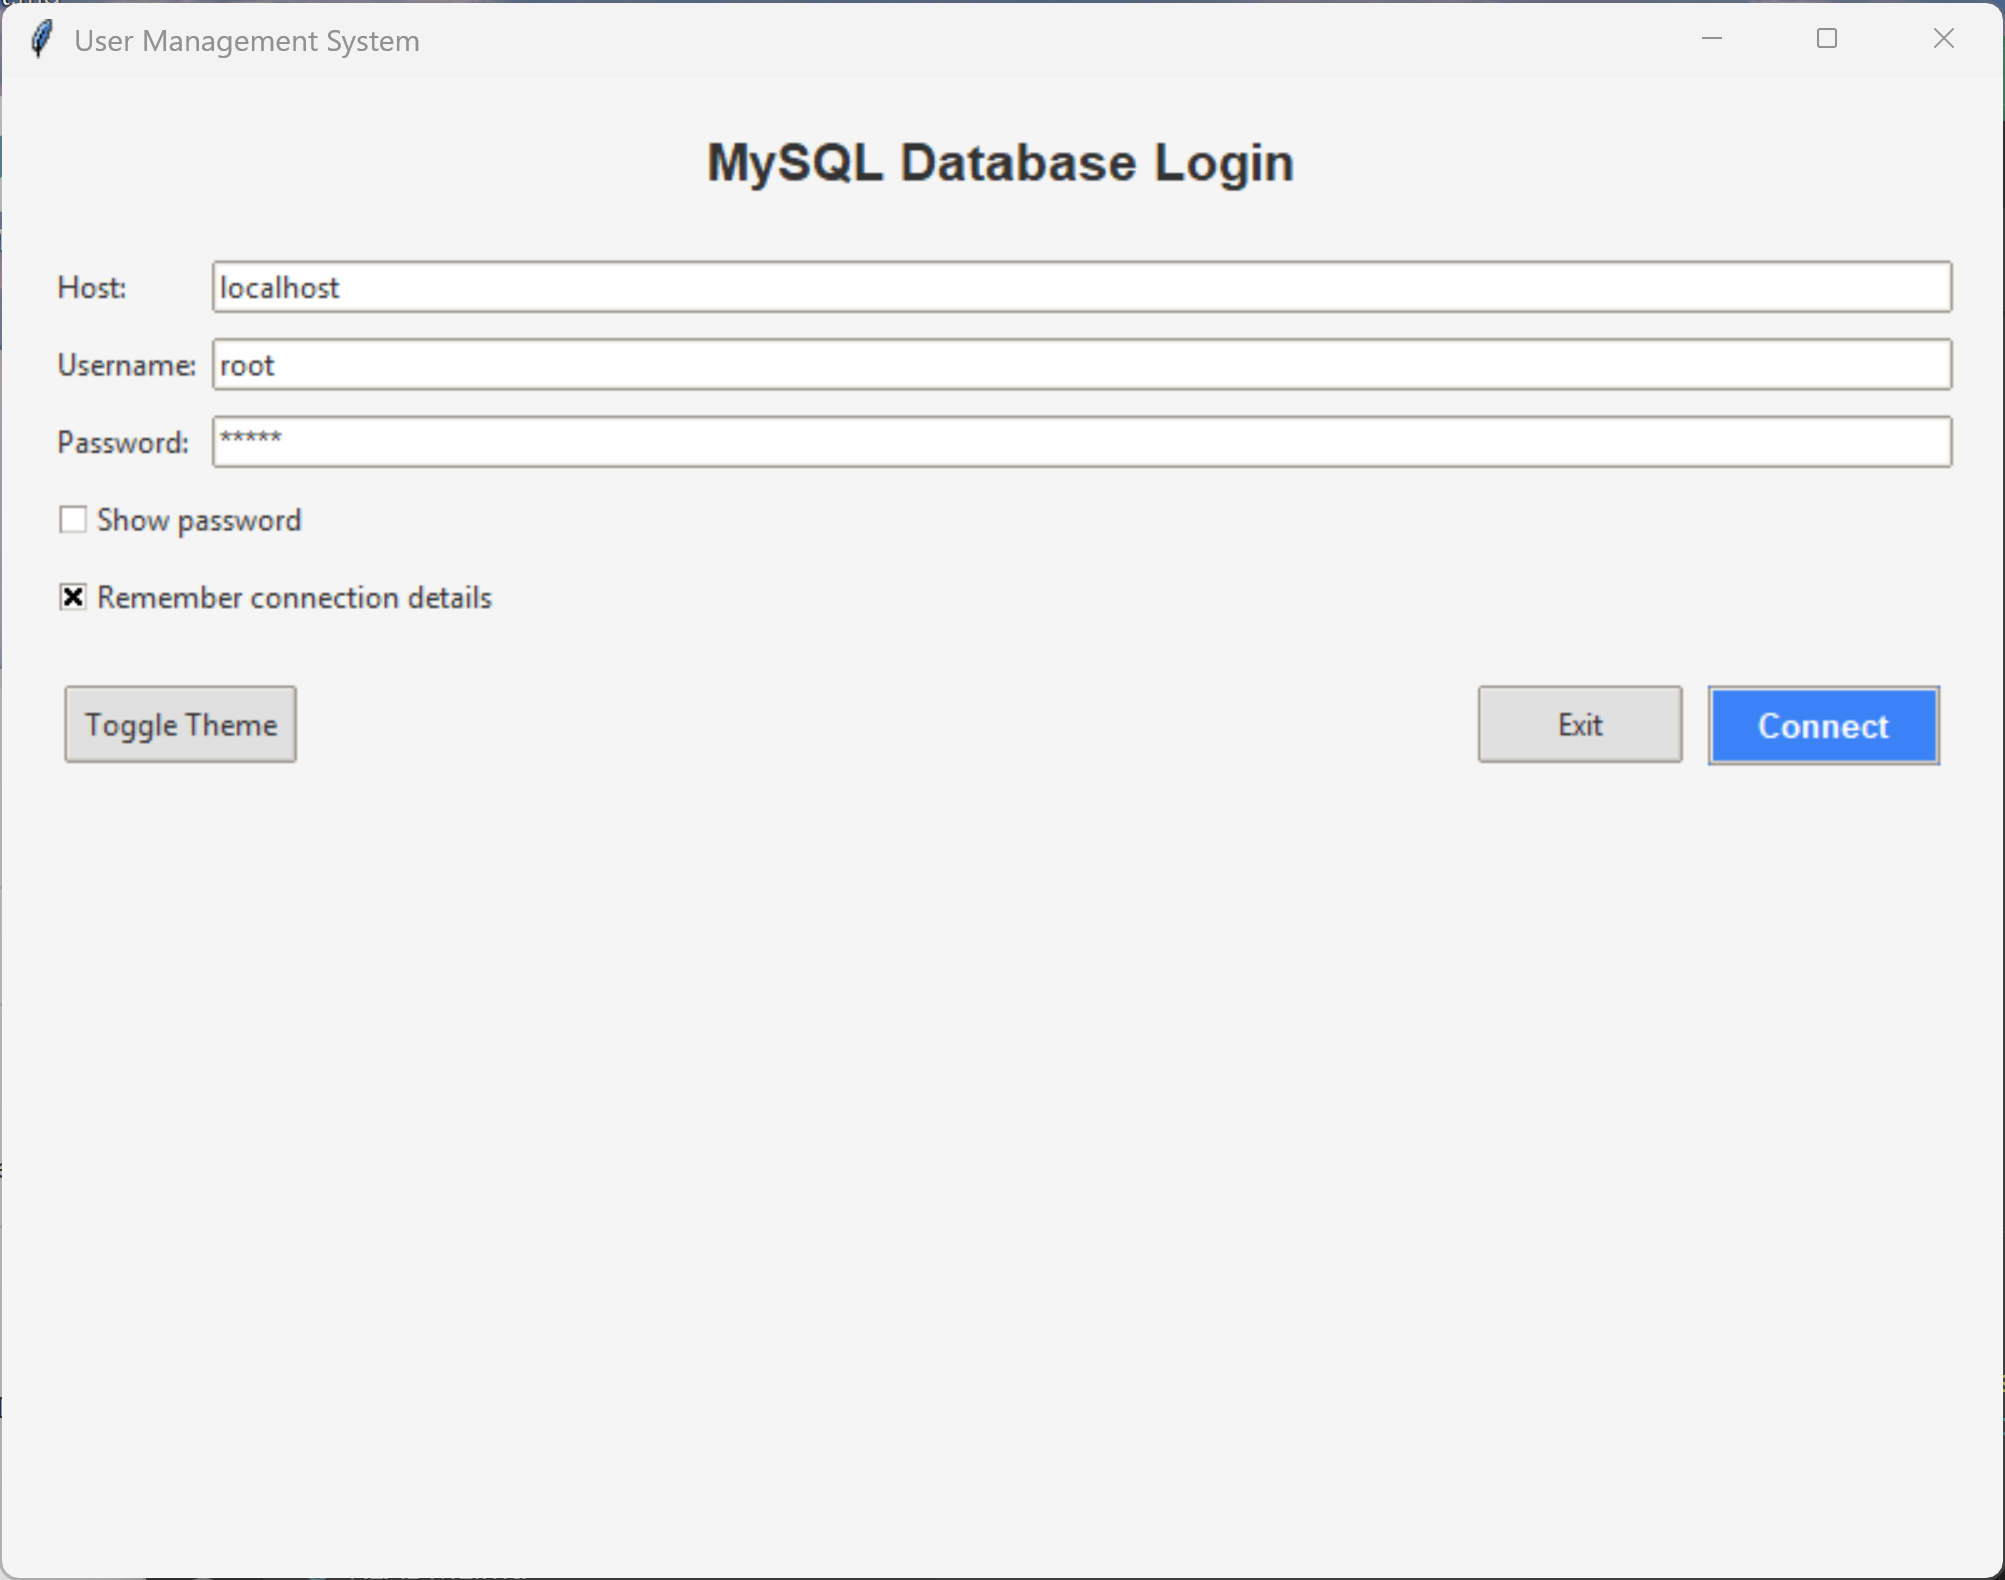 User Management System
MySQL Database Login
Host: localhost
Username: root
Password: *****
Show password
Remember connection details
Toggle Theme Exit Connect